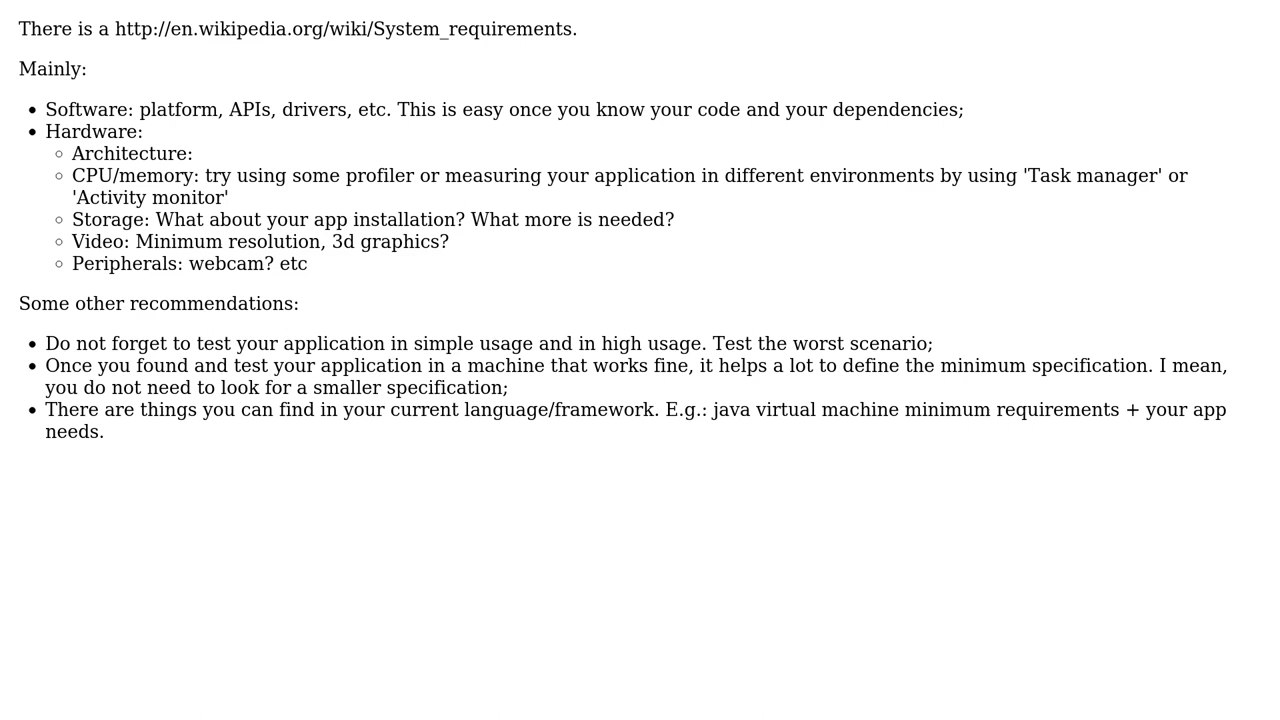 There is a http://en.wikipedia.org/wiki/System_requirements.
Mainly:
• Software: platform, APIs, drivers, etc. This is easy once you know your code and your dependencies;
• Hardware:
◦ Architecture:
◦ CPU/memory: try using some profiler or measuring your application in different environments by using 'Task manager' or
'Activity monitor'
◦ Storage: What about your app installation? What more is needed?
◦ Video: Minimum resolution, 3d graphics?
◦ Peripherals: webcam? etc
Some other recommendations:
• Do not forget to test your application in simple usage and in high usage. Test the worst scenario;
• Once you found and test your application in a machine that works fine, it helps a lot to define the minimum specification. I mean,
you do not need to look for a smaller specification;
• There are things you can find in your current language/framework. E.g.: java virtual machine minimum requirements + your app
needs.